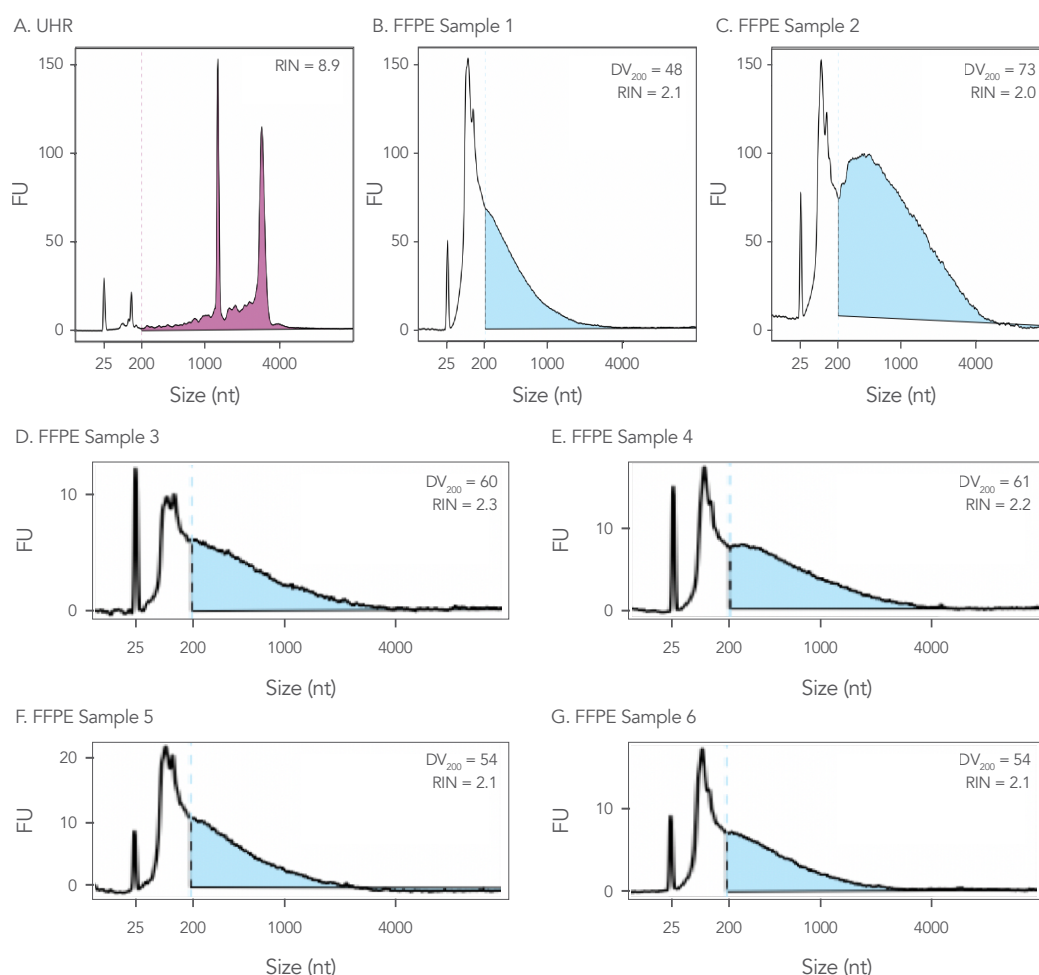 A. UHR
RIN = 8.9
150
100
50
0
FU
25 200 1000 4000
Size (nt)
B. FFPE Sample 1
DV200 = 48
RIN = 2.1
150
100
50
0
FU
25 200 1000 4000
Size (nt)
C. FFPE Sample 2
DV200 = 73
RIN = 2.0
150
100
50
0
FU
25 200 1000 4000
Size (nt)
D. FFPE Sample 3
DV200 = 60
RIN = 2.3
10
0
FU
25 200 1000 4000
Size (nt)
E. FFPE Sample 4
DV200 = 61
RIN = 2.2
10
0
FU
25 200 1000 4000
Size (nt)
F. FFPE Sample 5
DV200 = 54
RIN = 2.1
20
10
0
FU
25 200 1000 4000
Size (nt)
G. FFPE Sample 6
DV200 = 54
RIN = 2.1
10
0
FU
25 200 1000 4000
Size (nt)